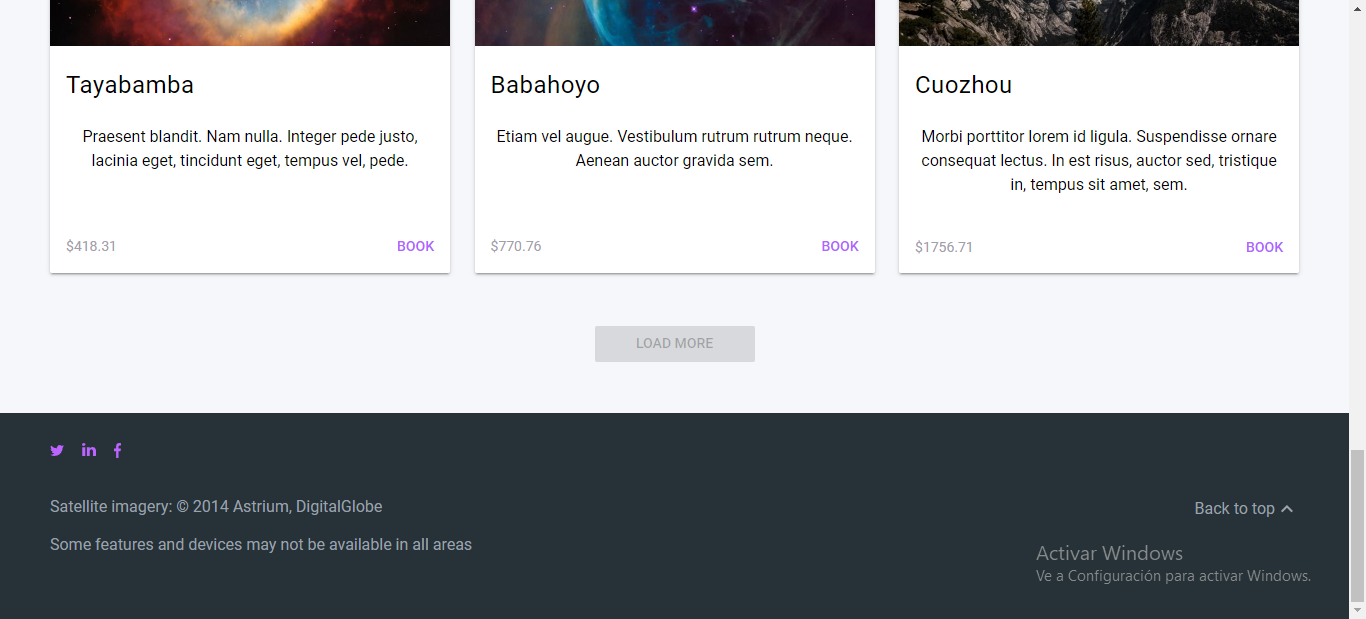 Tayabamba
Praesent blandit. Nam nulla. Integer pede justo,
lacinia eget, tincidunt eget, tempus vel, pede.
$418.31 BOOK
Babahoyo
Etiam vel augue. Vestibulum rutrum rutrum neque.
Aenean auctor gravida sem.
$770.76 BOOK
Cuozhou
Morbi porttitor lorem id ligula. Suspendisse ornare
consequat lectus. In est risus, auctor sed, tristique
in, tempus sit amet, sem.
$1756.71 BOOK
LOAD MORE
Satellite imagery: © 2014 Astrium, DigitalGlobe
Some features and devices may not be available in all areas
Back to top
Activar Windows
Ve a Configuración para activar Windows.